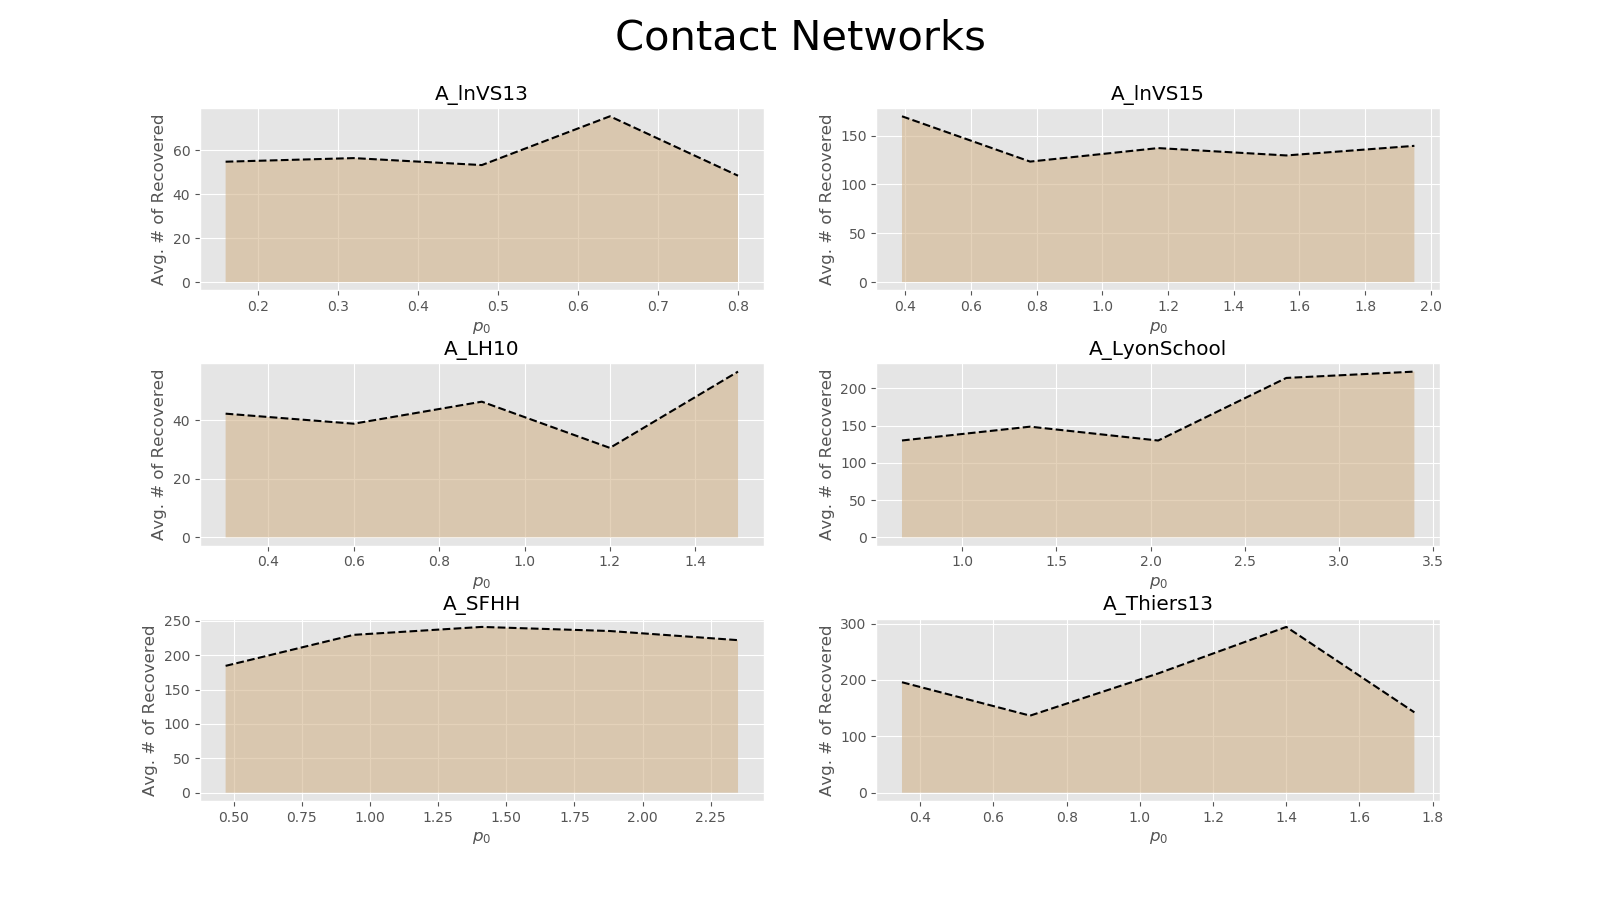 Contact Networks
A_lnVS13
Avg. # of Recovered
60
40
20
0
0.2 0.3 0.4 0.5 0.6 0.7 0.8
p0
A_lnVS15
Avg. # of Recovered
150
100
50
0
0.4 0.6 0.8 1.0 1.2 1.4 1.6 1.8 2.0
p0
A_LH10
Avg. # of Recovered
40
20
0
0.4 0.6 0.8 1.0 1.2 1.4
p0
A_LyonSchool
Avg. # of Recovered
200
150
100
50
0
1.0 1.5 2.0 2.5 3.0 3.5
p0
A_SFHH
Avg. # of Recovered
250
200
150
100
50
0
0.50 0.75 1.00 1.25 1.50 1.75 2.00 2.25
p0
A_Thiers13
Avg. # of Recovered
300
200
100
0
0.4 0.6 0.8 1.0 1.2 1.4 1.6 1.8
p0